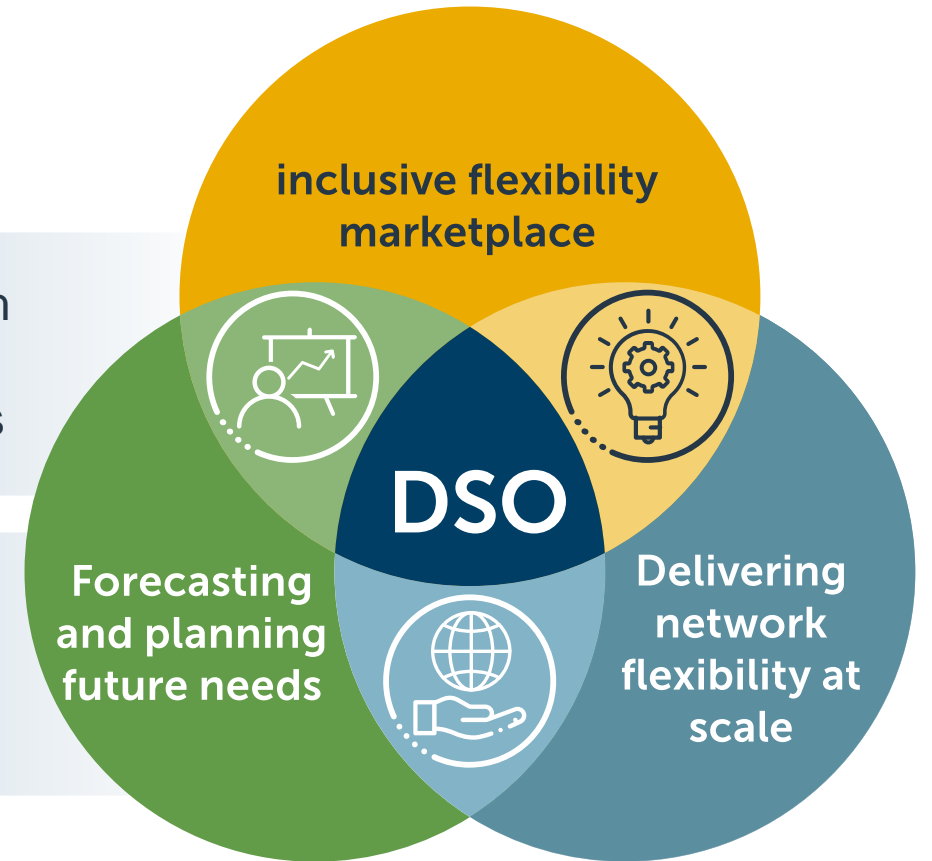 inclusive flexibility
marketplace
DSO
Forecasting
and planning
future needs
Delivering
network
flexibility at
scale